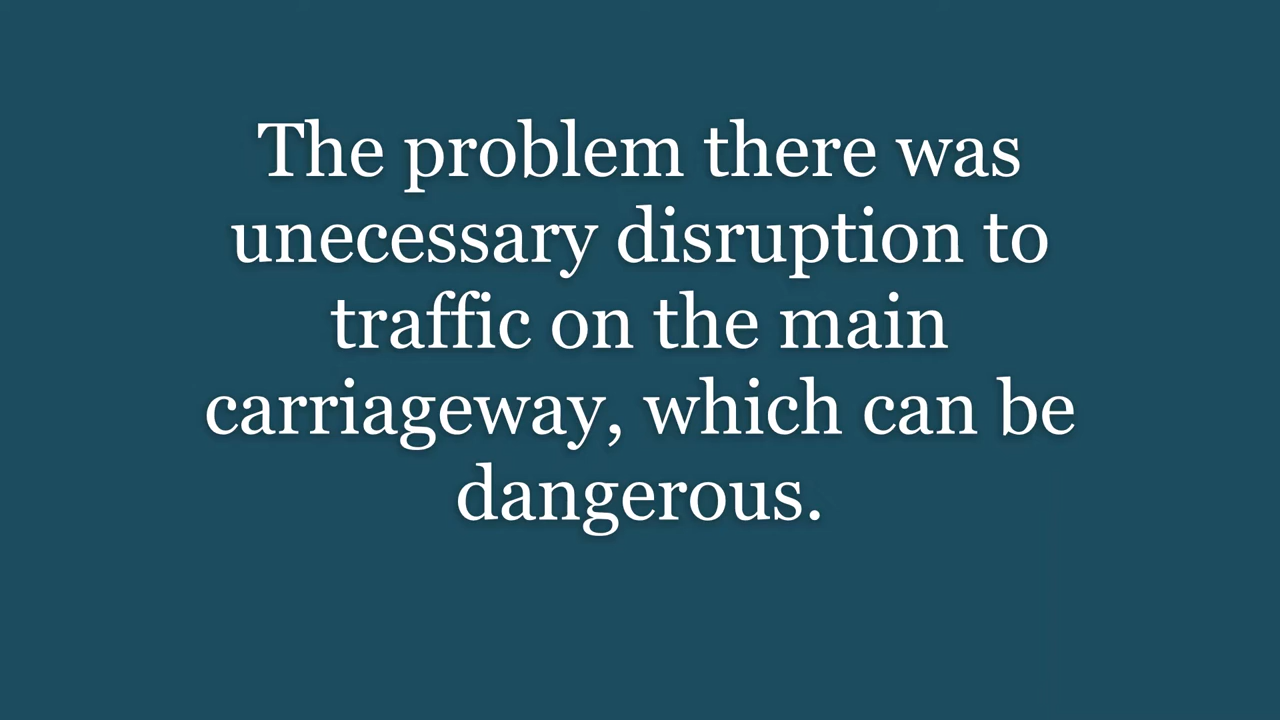 The problem there was
unecessary disruption to
traffic on the main
carriageway, which can be
dangerous.